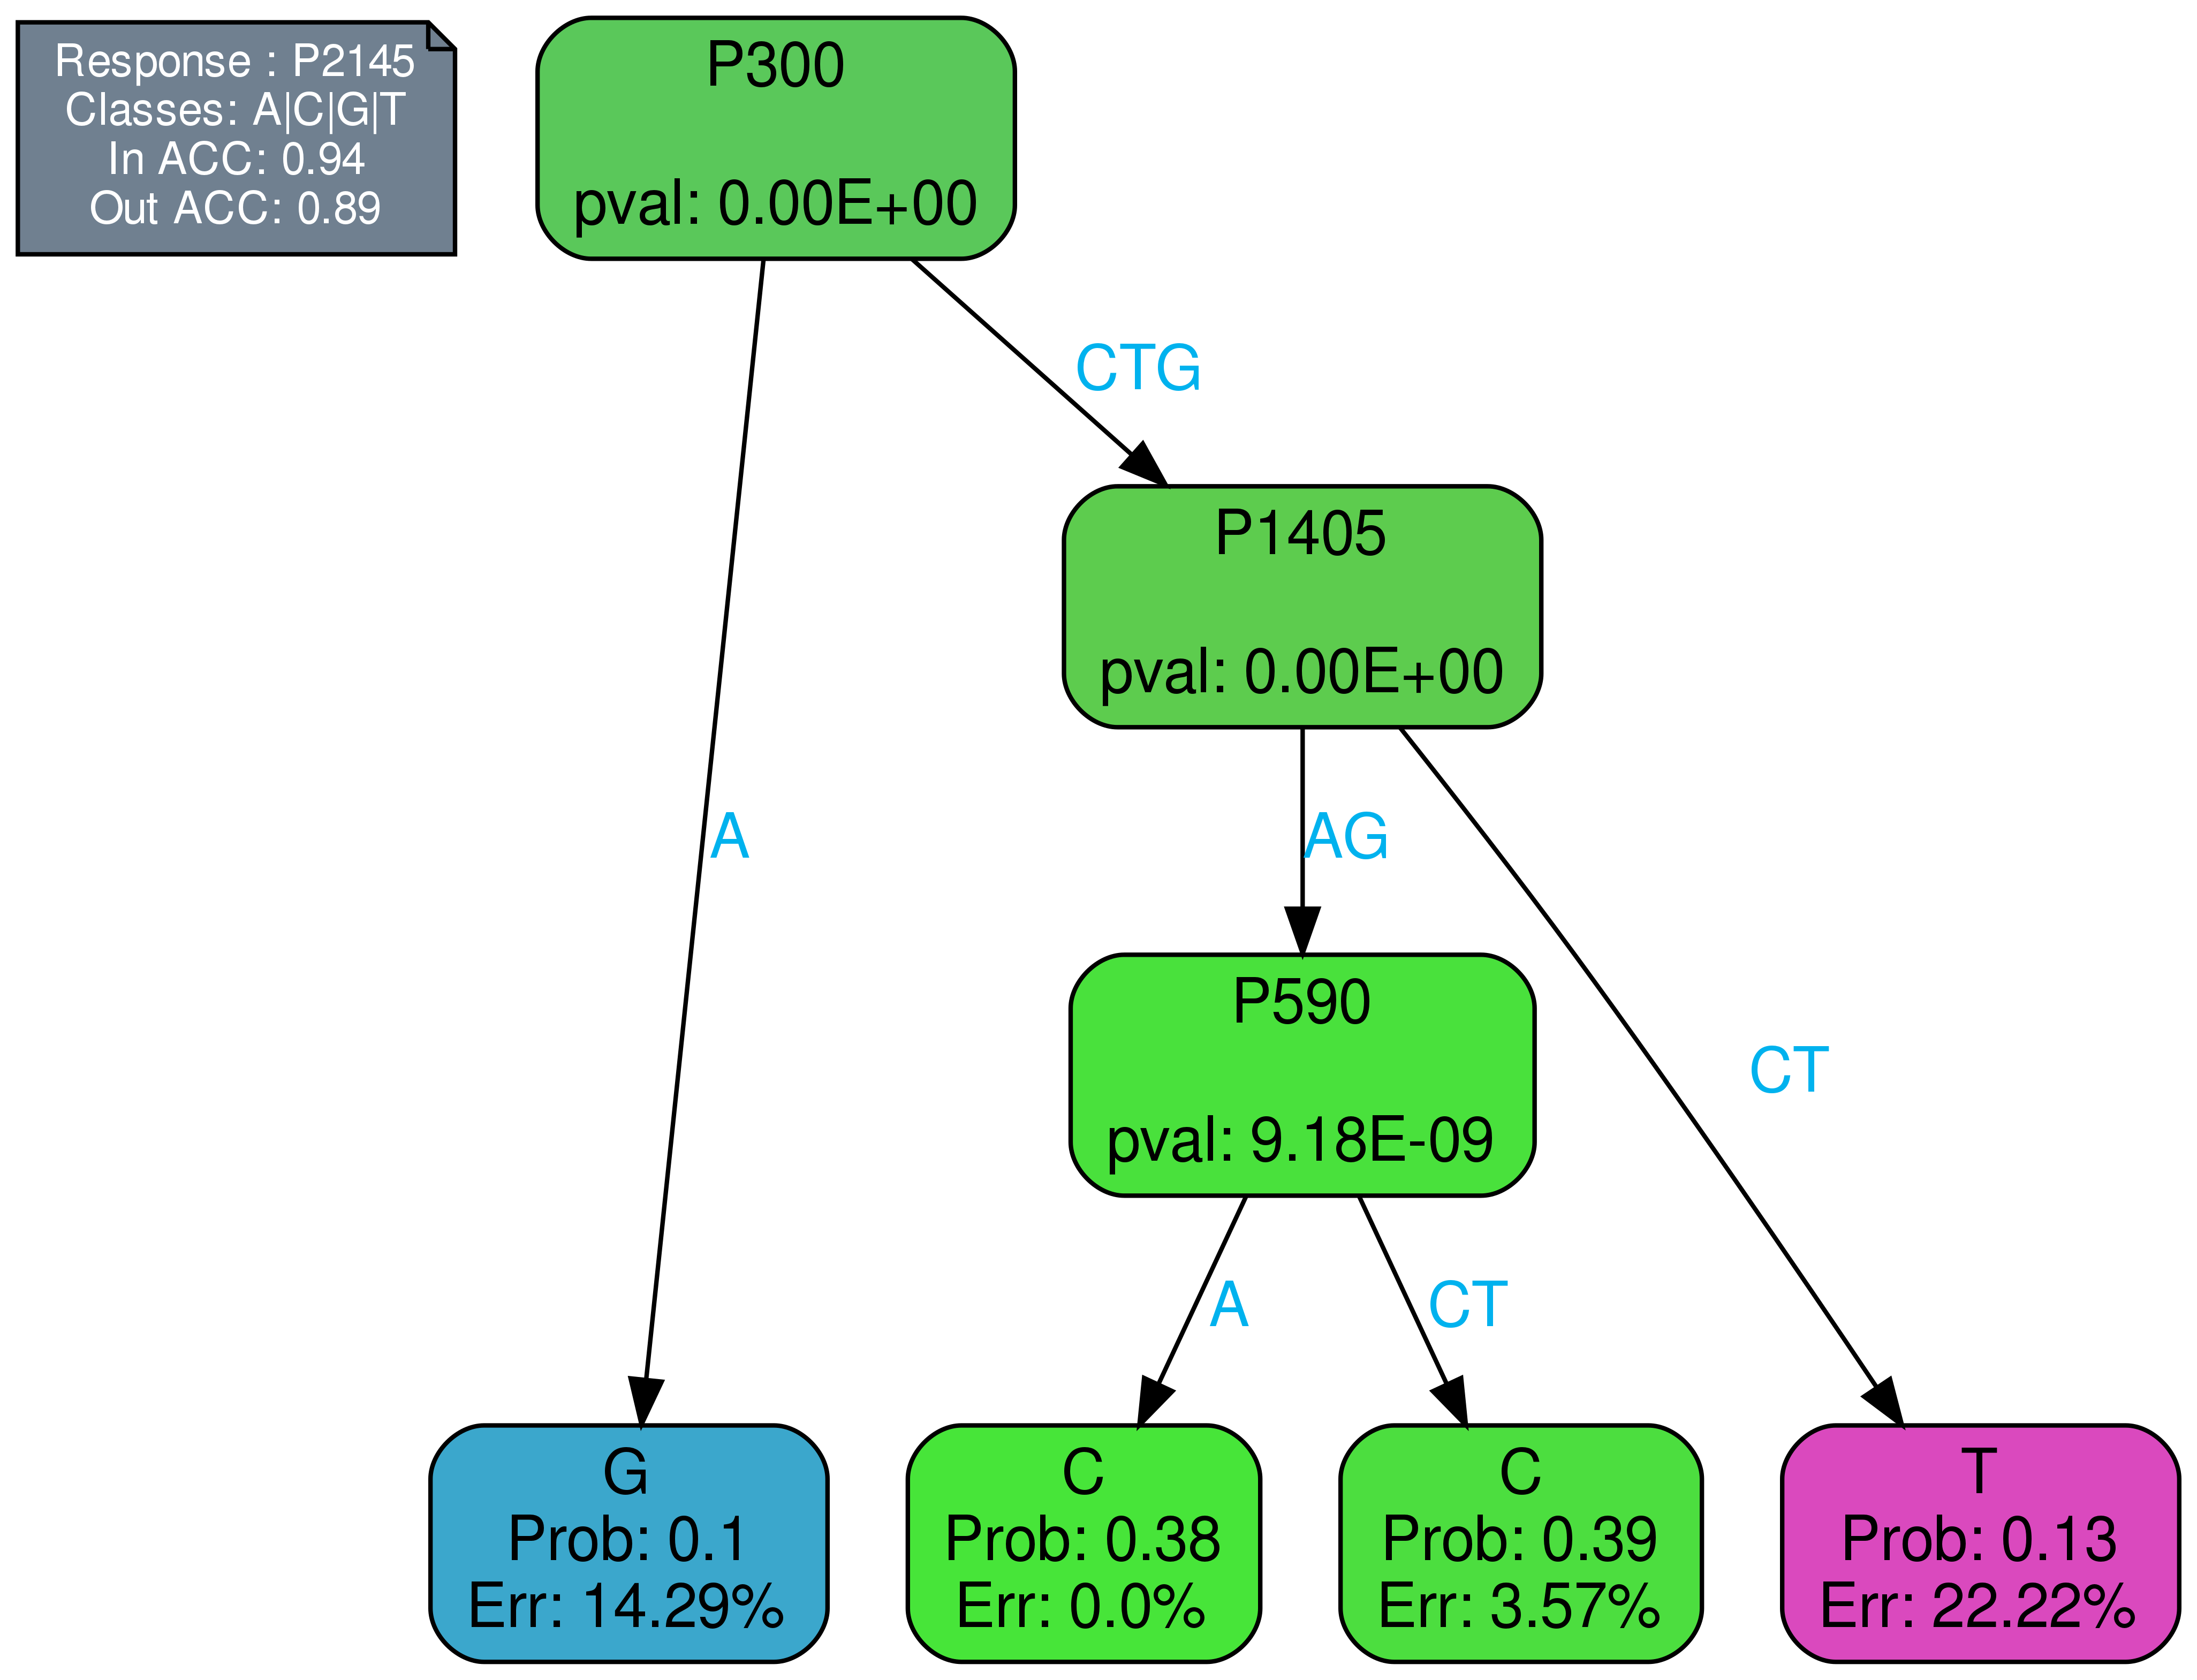 Response : P2145
Classes: A|C|G|T
In ACC: 0.94
Out ACC: 0.89
P300
pval: 0.00E+00
CTG
P1405
pval: 0.00E+00
A
AG
P590
pval: 9.18E-09
CT
A
CT
G
Prob: 0.1
Err: 14.29%
C
Prob: 0.38
Err: 0.0%
C
Prob: 0.39
Err: 3.57%
T
Prob: 0.13
Err: 22.22%